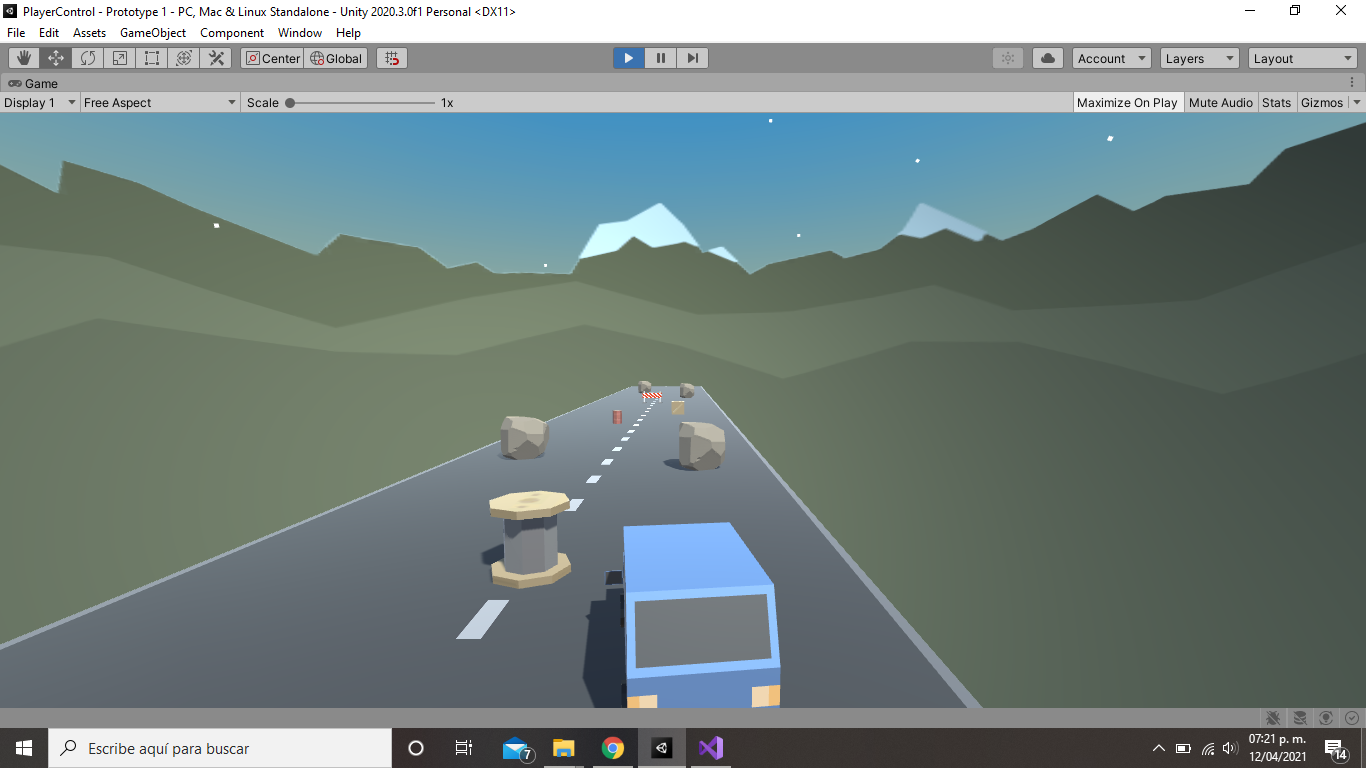 PlayerControl - Prototype 1 - PC, Mac & Linux Standalone - Unity 2020.3.0f1 Personal <DX11>
File Edit Assets GameObject Component Window Help
Center Global Account Layers Layout
Game
Display 1 Free Aspect Scale 1x Maximize On Play Mute Audio Stats Gizmos
Escribe aquí para buscar
7
07:21 p. m.
12/04/2021
14